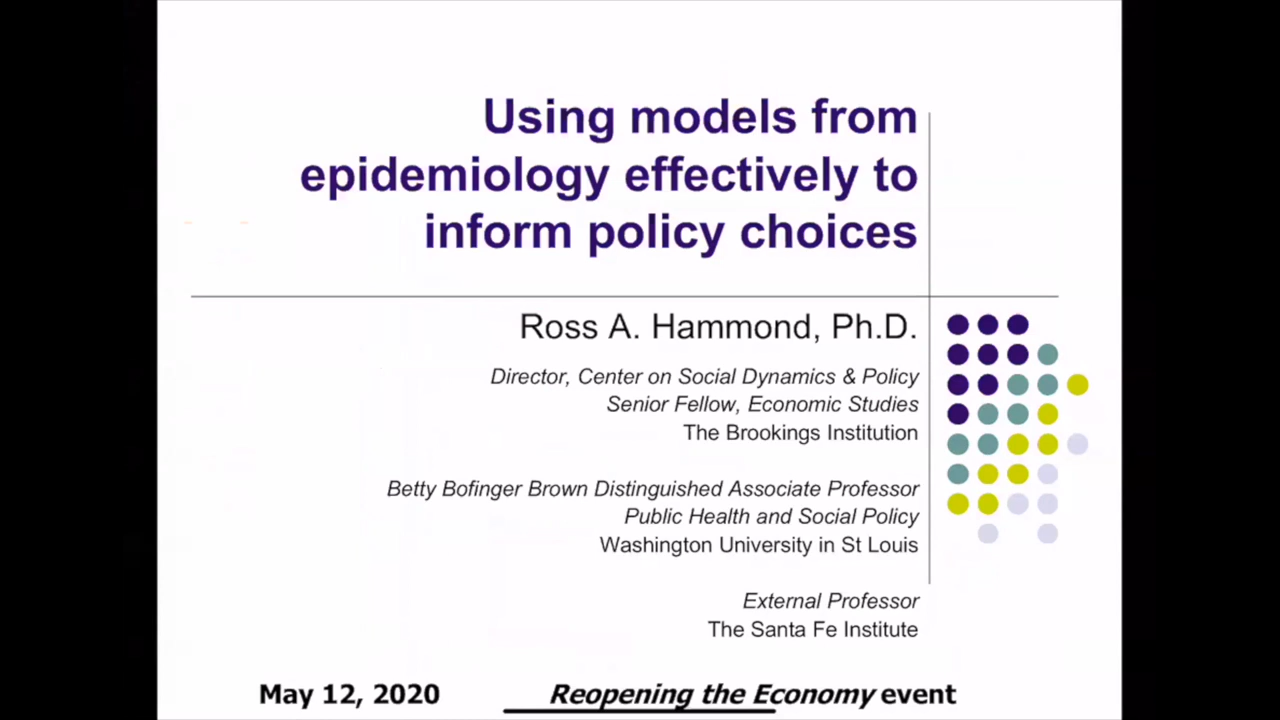 Using models from
epidemiology effectively to
inform policy choices
Ross A. Hammond, Ph.D.
Director, Center on Social Dynamics & Policy
Senior Fellow, Economic Studies
The Brookings Institution
Betty Bofinger Brown Distinguished Associate Professor
Public Health and Social Policy
Washington University in St Louis
External Professor
The Santa Fe Institute
May 12, 2020 Reopening the Economy event